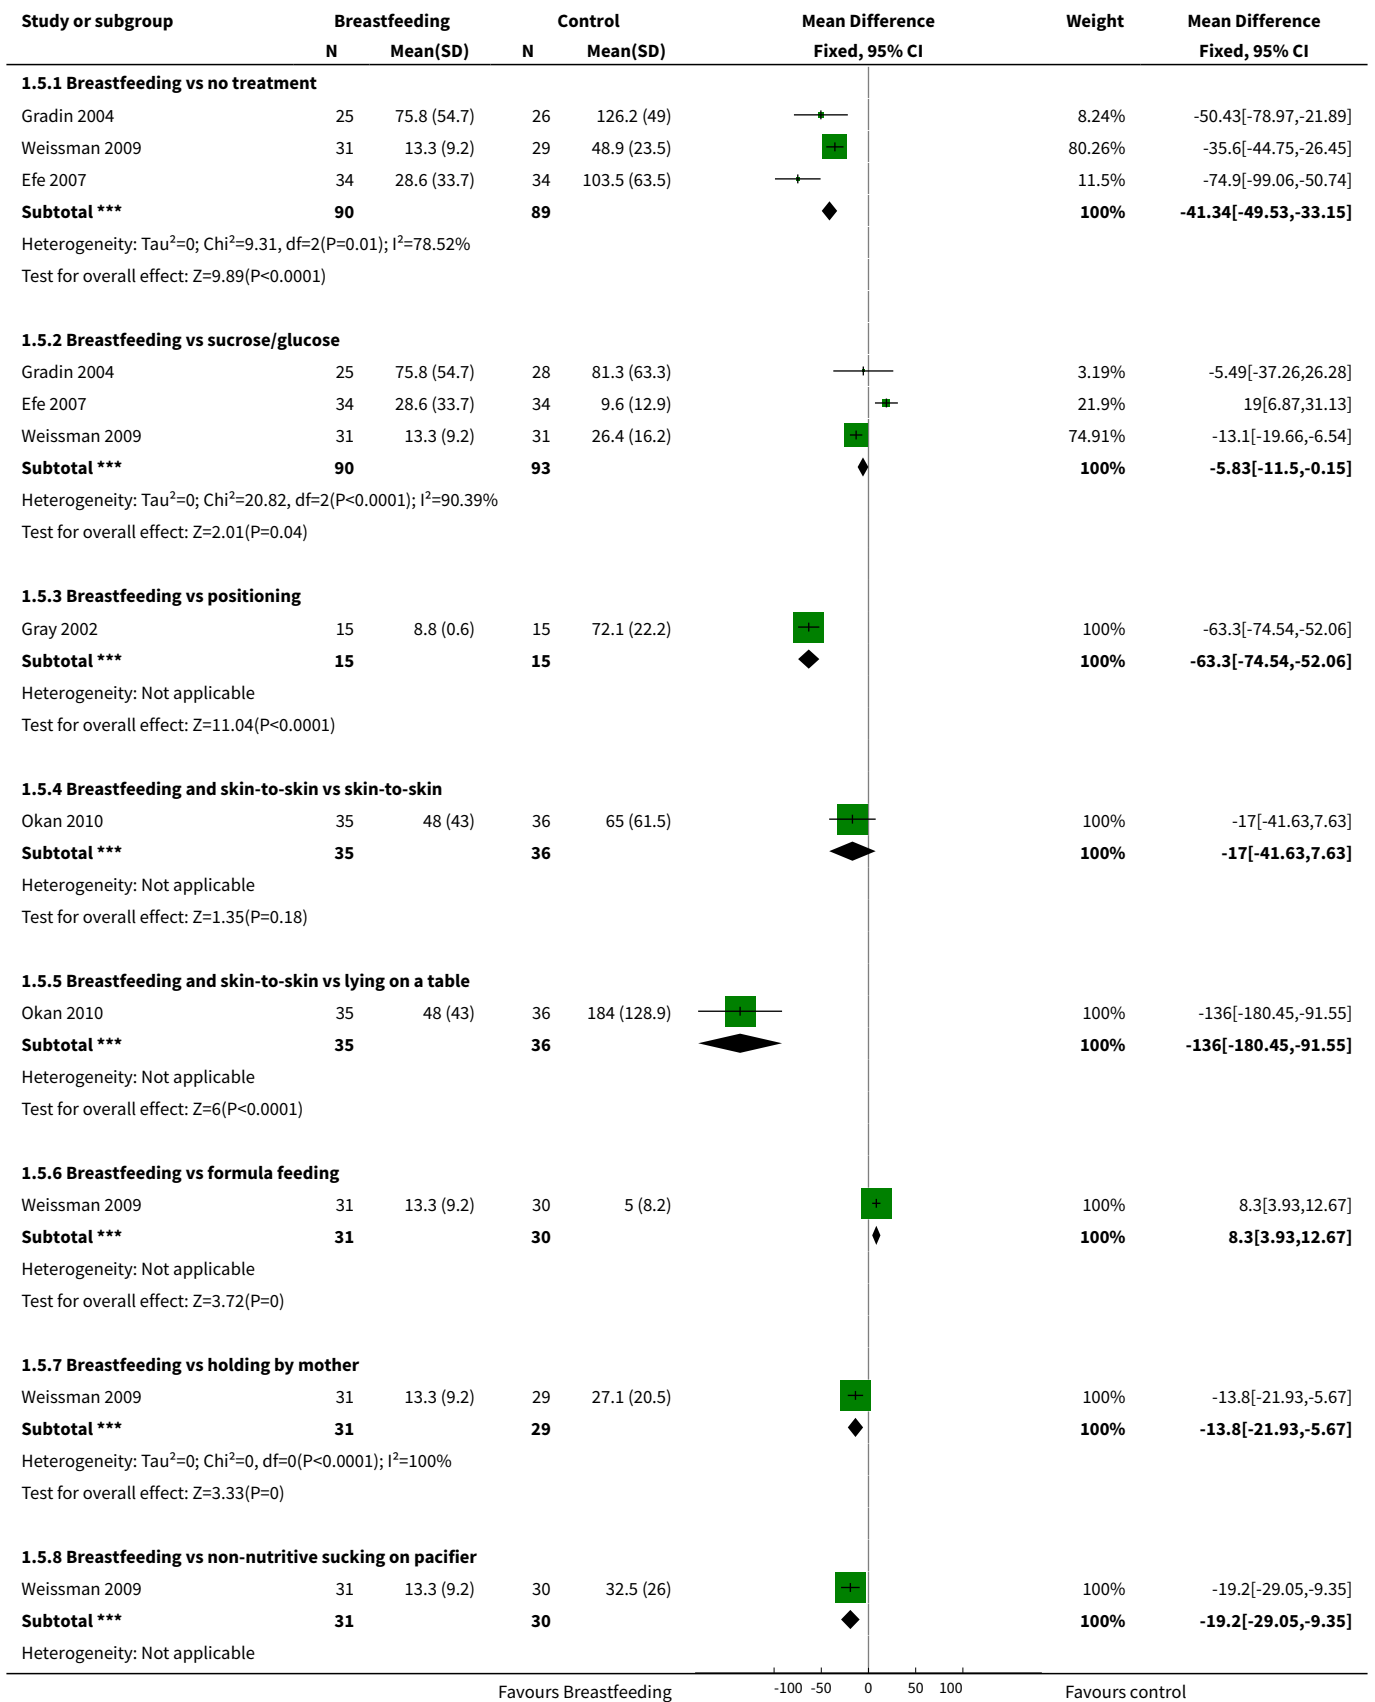 Study or subgroup Breastfeeding Control Mean Difference Weight Mean Difference
N Mean(SD) N Mean(SD) Fixed, 95% CI Fixed, 95% CI
1.5.1 Breastfeeding vs no treatment
Gradin 2004 25 75.8 (54.7) 26 126.2 (49) 8.24% -50.43[-78.97,-21.89]
Weissman 2009 31 13.3 (9.2) 29 48.9 (23.5) 80.26% -35.6[-44.75,-26.45]
Efe 2007 34 28.6 (33.7) 34 103.5 (63.5) 11.5% -74.9[-99.06,-50.74]
Subtotal *** 90 89 100% -41.34[-49.53,-33.15]
Heterogeneity: Tau²=0; Chi²=9.31, df=2(P=0.01); I²=78.52%
Test for overall effect: Z=9.89(P<0.0001)
1.5.2 Breastfeeding vs sucrose/glucose
Gradin 2004 25 75.8 (54.7) 28 81.3 (63.3) 3.19% -5.49[-37.26,26.28]
Efe 2007 34 28.6 (33.7) 34 9.6 (12.9) 21.9% 19[6.87,31.13]
Weissman 2009 31 13.3 (9.2) 31 26.4 (16.2) 74.91% -13.1[-19.66,-6.54]
Subtotal *** 90 93 100% -5.83[-11.5,-0.15]
Heterogeneity: Tau²=0; Chi²=20.82, df=2(P<0.0001); I²=90.39%
Test for overall effect: Z=2.01(P=0.04)
1.5.3 Breastfeeding vs positioning
Gray 2002 15 8.8 (0.6) 15 72.1 (22.2) 100% -63.3[-74.54,-52.06]
Subtotal *** 15 15 100% -63.3[-74.54,-52.06]
Heterogeneity: Not applicable
Test for overall effect: Z=11.04(P<0.0001)
1.5.4 Breastfeeding and skin-to-skin vs skin-to-skin
Okan 2010 35 48 (43) 36 65 (61.5) 100% -17[-41.63,7.63]
Subtotal *** 35 36 100% -17[-41.63,7.63]
Heterogeneity: Not applicable
Test for overall effect: Z=1.35(P=0.18)
1.5.5 Breastfeeding and skin-to-skin vs lying on a table
Okan 2010 35 48 (43) 36 184 (128.9) 100% -136[-180.45,-91.55]
Subtotal *** 35 36 100% -136[-180.45,-91.55]
Heterogeneity: Not applicable
Test for overall effect: Z=6(P<0.0001)
1.5.6 Breastfeeding vs formula feeding
Weissman 2009 31 13.3 (9.2) 30 5 (8.2) 100% 8.3[3.93,12.67]
Subtotal *** 31 30 100% 8.3[3.93,12.67]
Heterogeneity: Not applicable
Test for overall effect: Z=3.72(P=0)
1.5.7 Breastfeeding vs holding by mother
Weissman 2009 31 13.3 (9.2) 29 27.1 (20.5) 100% -13.8[-21.93,-5.67]
Subtotal *** 31 29 100% -13.8[-21.93,-5.67]
Heterogeneity: Tau²=0; Chi²=0, df=0(P<0.0001); I²=100%
Test for overall effect: Z=3.33(P=0)
1.5.8 Breastfeeding vs non-nutritive sucking on pacifier
Weissman 2009 31 13.3 (9.2) 30 32.5 (26) 100% -19.2[-29.05,-9.35]
Subtotal *** 31 30 100% -19.2[-29.05,-9.35]
Heterogeneity: Not applicable
Favours Breastfeeding -100 -50 0 50 100 Favours control